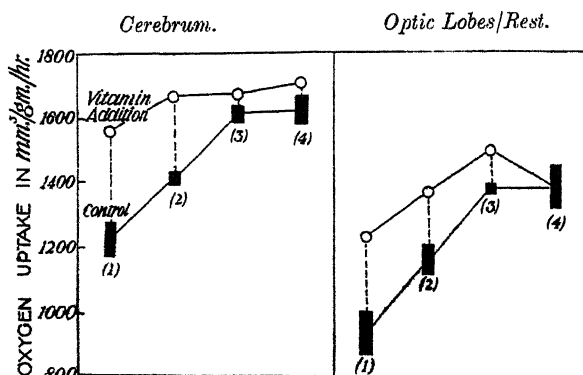 Cerebrum.
Optic Lobes/Rest.
OXYGEN UPTAKE IN mm³/gm./hr.
1800
1600
1400
1200
1000
800
Vitamin
Addition
Control
(1)
(2)
(3)
(4)
(1)
(2)
(3)
(4)